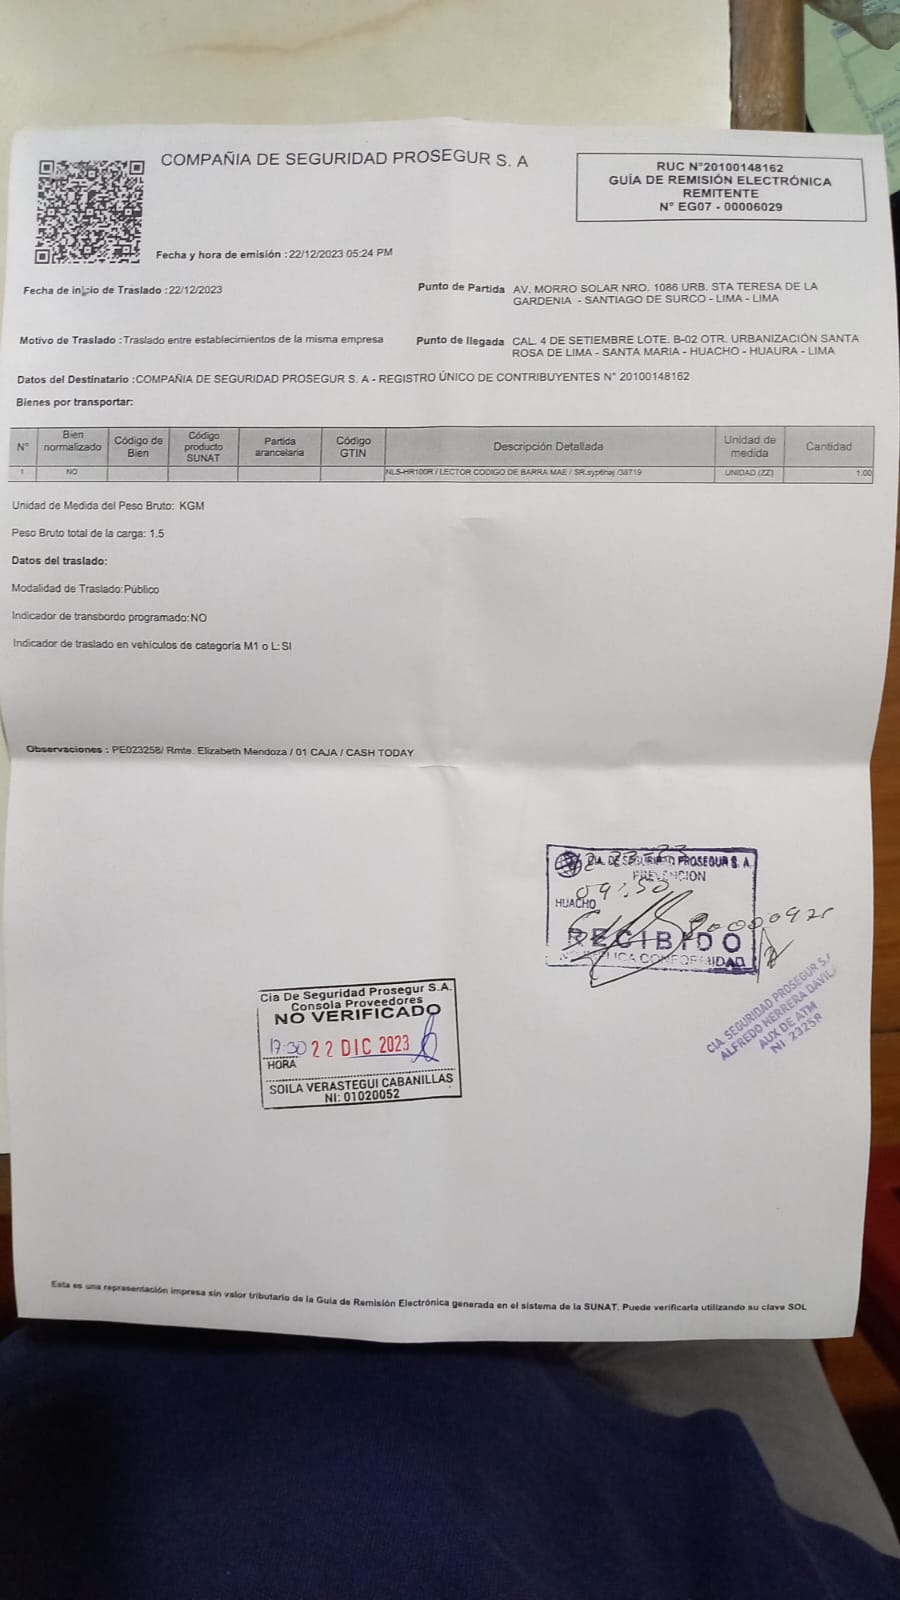 COMPAÑIA DE SEGURIDAD PROSEGUR S. A
RUC N°20100148162
GUÍA DE REMISIÓN ELECTRÓNICA
REMITENTE
N° EG07 - 00006029
Fecha y hora de emisión :22/12/2023 05:24 PM
Fecha de inicio de Traslado :22/12/2023
Punto de Partida AV. MORRO SOLAR NRO. 1086 URB. STA TERESA DE LA
GARDENIA - SANTIAGO DE SURCO - LIMA - LIMA
Motivo de Traslado :Traslado entre establecimientos de la misma empresa
Punto de llegada CAL. 4 DE SETIEMBRE LOTE. B-02 OTR. URBANIZACIÓN SANTA
ROSA DE LIMA - SANTA MARIA - HUACHO - HUAURA - LIMA
Datos del Destinatario :COMPAÑIA DE SEGURIDAD PROSEGUR S. A - REGISTRO ÚNICO DE CONTRIBUYENTES N° 20100148162
Bienes por transportar:
N° Bien normalizado Código de Bien Código producto SUNAT Partida arancelaria Código GTIN Descripción Detallada Unidad de medida Cantidad
1 NO NLS-HR100R / LECTOR CODIGO DE BARRA MAE / SR.syp6haj /38719 UNIDAD (ZZ) 1.00
Unidad de Medida del Peso Bruto: KGM
Peso Bruto total de la carga: 1.5
Datos del traslado:
Modalidad de Traslado:Público
Indicador de transbordo programado:NO
Indicador de traslado en vehículos de categoria M1 o L:SI
Observaciones : PE023258/ Rmte. Elizabeth Mendoza / 01 CAJA / CASH TODAY
CIA. DE SEGURIDAD PROSEGUR S. A.
PREVENCION
09:50
HUACHO
RECIBIDO
NO IMPLICA CONFORMIDAD
CIA. SEGURIDAD PROSEGUR S.A
ALFREDO HERRERA DAVILA
AUX DE ATM
NI 23258
Cia De Seguridad Prosegur S.A.
Consola Proveedores
NO VERIFICADO
17:30 22 DIC 2023
HORA
SOILA VERASTEGUI CABANILLAS
NI: 01020052
Esta es una representación impresa sin valor tributario de la Guía de Remisión Electrónica generada en el sistema de la SUNAT. Puede verificarla utilizando su clave SOL